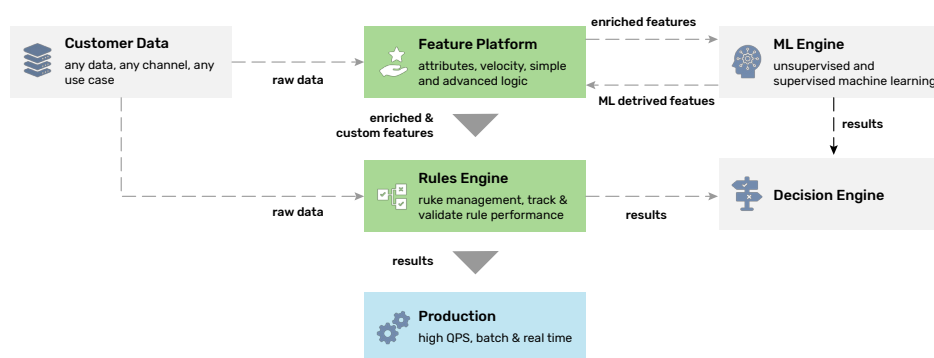 Customer Data
any data, any channel, any
use case
raw data
Feature Platform
attributes, velocity, simple
and advanced logic
enriched features
ML detrived featues
ML Engine
unsupervised and
supervised machine learning
enriched &
custom features
results
Rules Engine
ruke management, track &
validate rule performance
raw data
results
Decision Engine
results
Production
high QPS, batch & real time